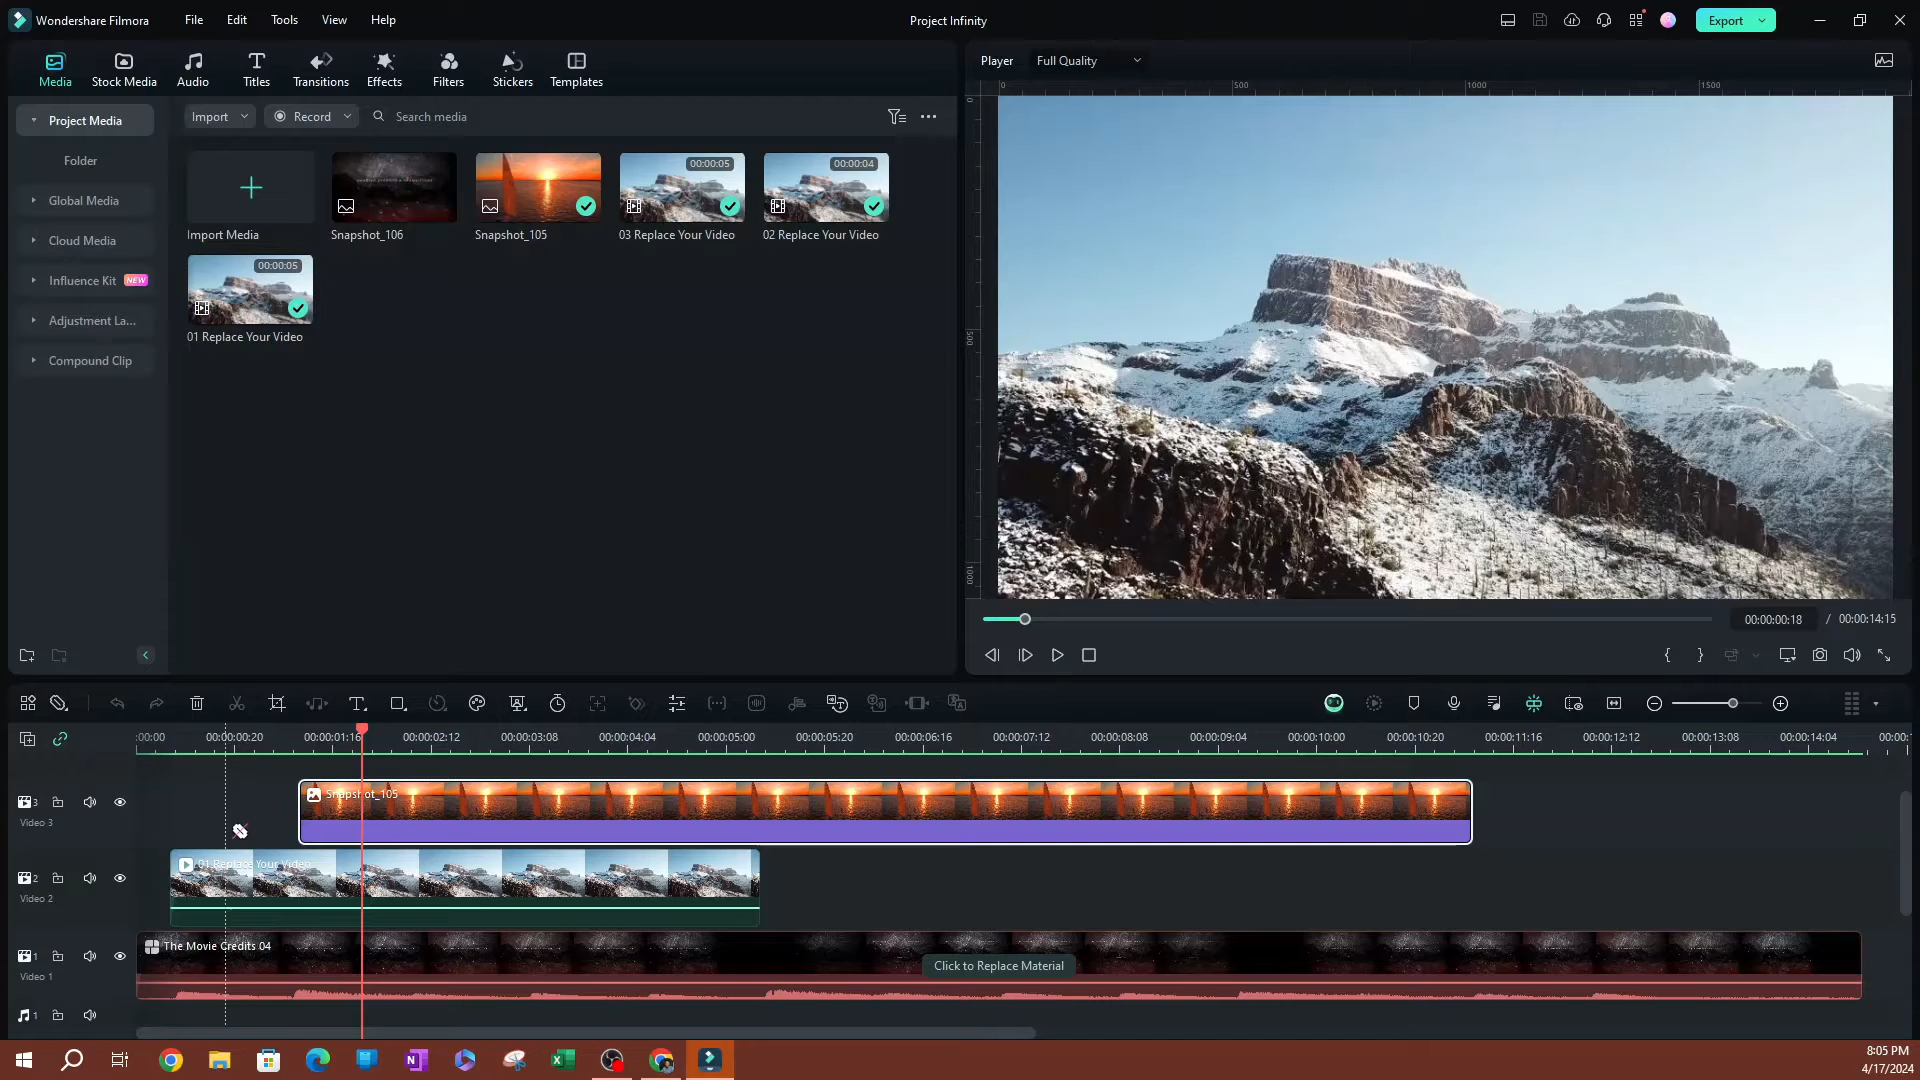 Wondershare Filmora
File
Edit
Tools
View
Help
Project Infinity
Export
Media
Stock Media
Audio
Titles
Transitions
Effects
Filters
Stickers
Templates
Player
Full Quality
Project Media
Folder
Global Media
Cloud Media
Influence Kit NEW
Adjustment La...
Compound Clip
Import
Record
Search media
Import Media
Snapshot_106
Snapshot_105
00:00:05
03 Replace Your Video
00:00:04
02 Replace Your Video
00:00:05
01 Replace Your Video
0
500
1000
1500
0
500
1000
00:00:00:18 / 00:00:14:15
:00:00
00:00:00:20
00:00:01:16
00:00:02:12
00:00:03:08
00:00:04:04
00:00:05:00
00:00:05:20
00:00:06:16
00:00:07:12
00:00:08:08
00:00:09:04
00:00:10:00
00:00:10:20
00:00:11:16
00:00:12:12
00:00:13:08
00:00:14:04
00:00:1
3
Video 3
Snapshot_105
2
Video 2
01 Replace Your Video
1
Video 1
The Movie Credits 04
Click to Replace Material
1
8:05 PM
4/17/2024